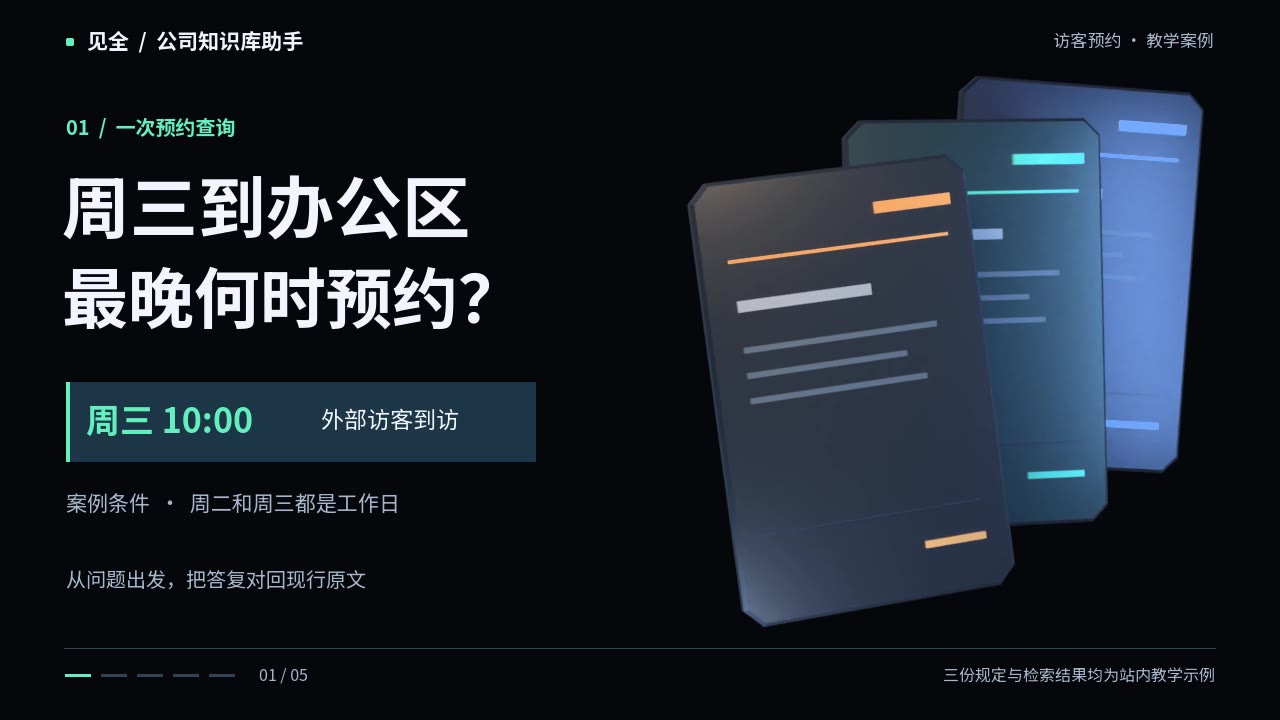 见全 / 公司知识库助手
访客预约 · 教学案例
01 / 一次预约查询
周三到办公区
最晚何时预约？
周三 10:00 外部访客到访
案例条件 · 周二和周三都是工作日
从问题出发，把答复对回现行原文
01 / 05
三份规定与检索结果均为站内教学示例